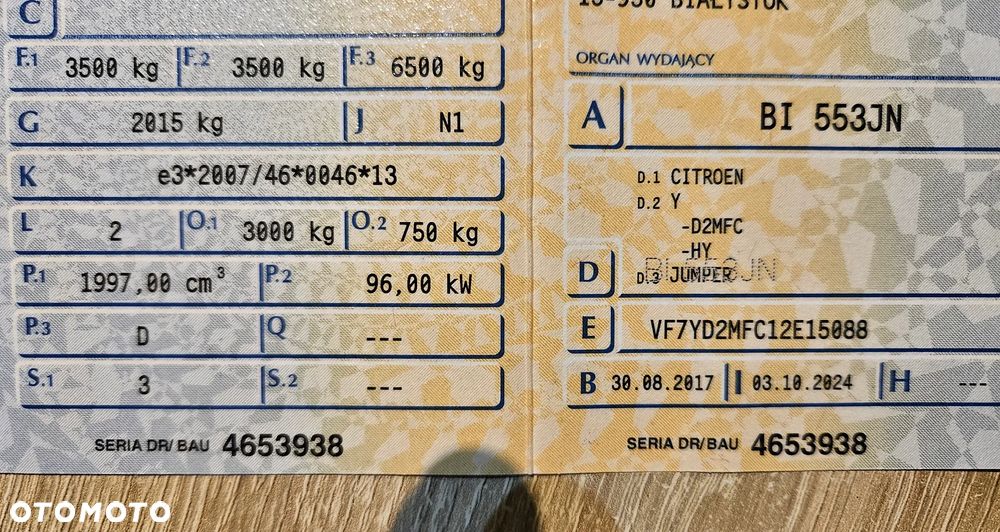 C
F.1 3500 kg F.2 3500 kg F.3 6500 kg
G 2015 kg J N1
K e3*2007/46*0046*13
L 2 O.1 3000 kg O.2 750 kg
P.1 1997,00 cm³ P.2 96,00 kW
P.3 D Q ---
S.1 3 S.2 ---
SERIA DR/BAU 4653938
BIAŁYSTOK
ORGAN WYDAJĄCY
A BI 553JN
D.1 CITROEN
D.2 Y
-D2MFC
-HY
D D.3 JUMPER
BI 553JN
E VF7YD2MFC12E15088
B 30.08.2017 I 03.10.2024 H ---
SERIA DR/BAU 4653938
OTOMOTO